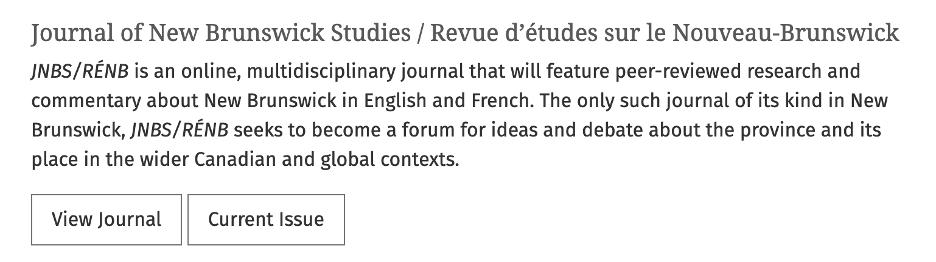 Journal of New Brunswick Studies / Revue d’études sur le Nouveau-Brunswick
JNBS/RÉNB is an online, multidisciplinary journal that will feature peer-reviewed research and
commentary about New Brunswick in English and French. The only such journal of its kind in New
Brunswick, JNBS/RÉNB seeks to become a forum for ideas and debate about the province and its
place in the wider Canadian and global contexts.
View Journal
Current Issue